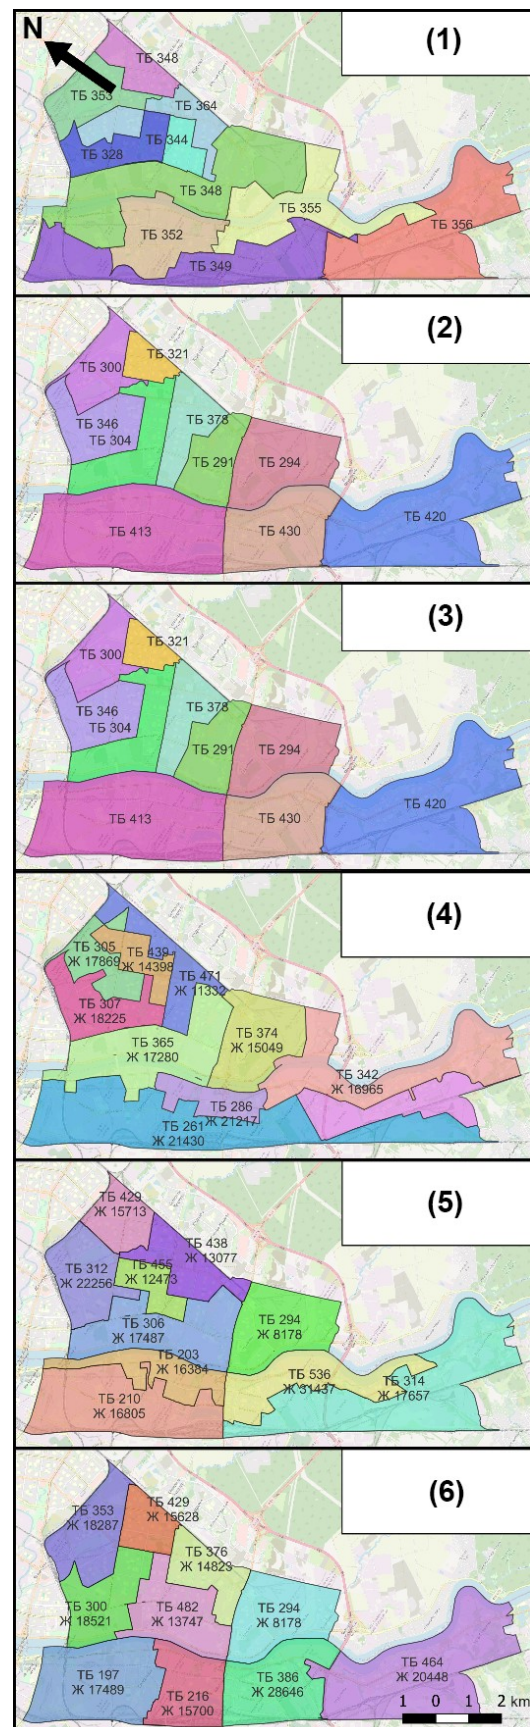 N
(1)
ТБ 348
ТБ 353
ТБ 364
ТБ 328
ТБ 344
ТБ 348
ТБ 355
ТБ 356
ТБ 352
ТБ 349
(2)
ТБ 321
ТБ 300
ТБ 346
ТБ 378
ТБ 304
ТБ 291
ТБ 294
ТБ 420
ТБ 413
ТБ 430
(3)
ТБ 321
ТБ 300
ТБ 346
ТБ 378
ТБ 304
ТБ 291
ТБ 294
ТБ 420
ТБ 413
ТБ 430
(4)
ТБ 305
Ж 17869
ТБ 439
Ж 14398
ТБ 471
Ж 11332
ТБ 307
Ж 18225
ТБ 374
Ж 15049
ТБ 365
Ж 17280
ТБ 342
Ж 16965
ТБ 286
Ж 21217
ТБ 261
Ж 21430
(5)
ТБ 429
Ж 15713
ТБ 438
Ж 13077
ТБ 312
Ж 22256
ТБ 455
Ж 12473
ТБ 306
Ж 17487
ТБ 294
Ж 8178
ТБ 203
Ж 16384
ТБ 536
Ж 31437
ТБ 314
Ж 17657
ТБ 210
Ж 16805
(6)
ТБ 353
Ж 18287
ТБ 429
Ж 15628
ТБ 376
Ж 14823
ТБ 300
Ж 18521
ТБ 482
Ж 13747
ТБ 294
Ж 8178
ТБ 464
Ж 20448
ТБ 197
Ж 17489
ТБ 386
Ж 28646
ТБ 216
Ж 15700
1 0 1 2 km